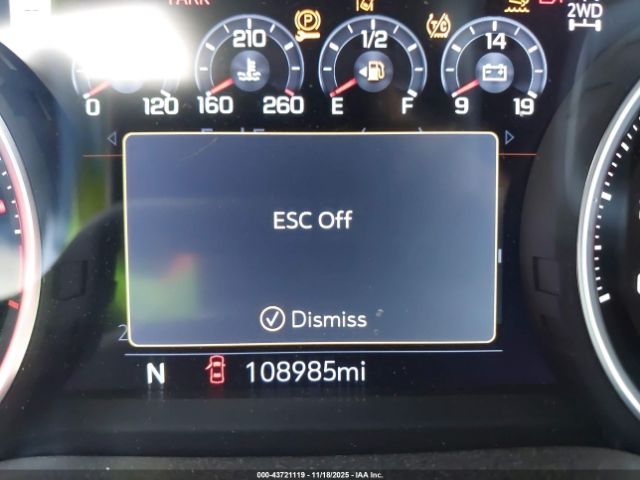 PARK
2WD
210 1/2 14
0 120 160 260 E F 9 19
ESC Off
Dismiss
N 108985mi
000-43721119 - 11/18/2025 - IAA Inc.